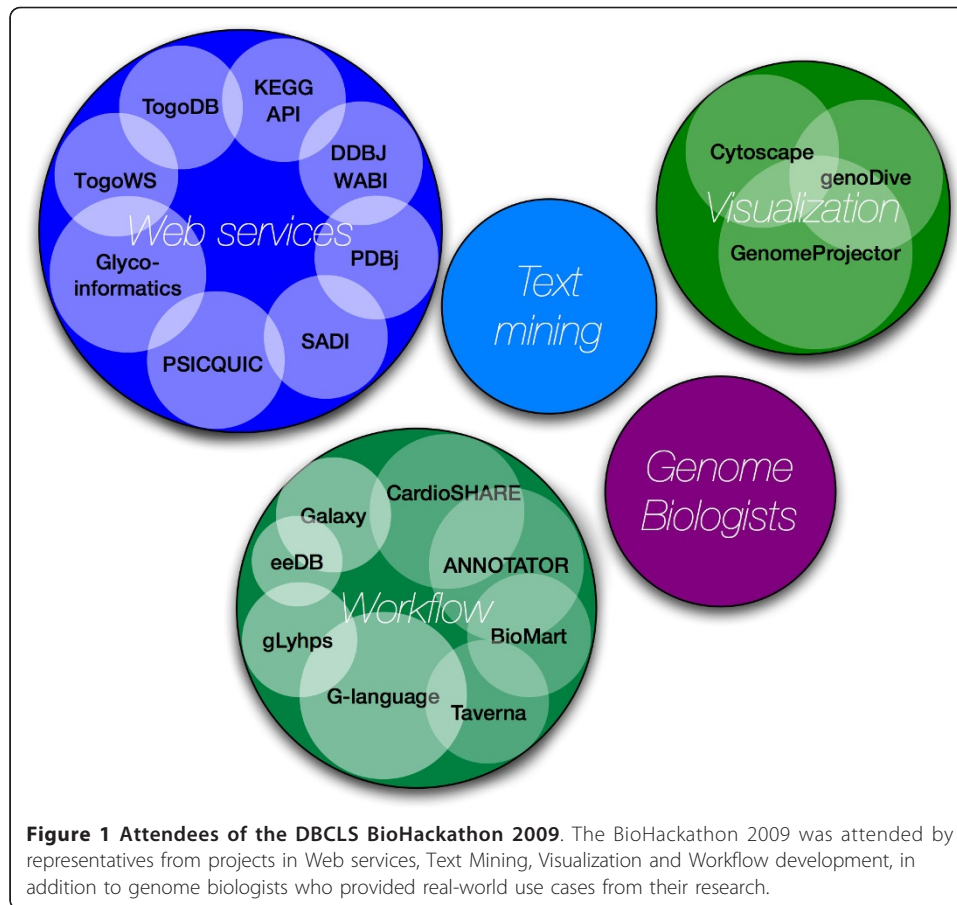 TogoDB
KEGG
API
DDBJ
WABI
TogoWS
Web services
PDBj
Glyco-
informatics
SADI
PSICQUIC
Text
mining
Cytoscape
genoDive
Visualization
GenomeProjector
Genome
Biologists
CardioSHARE
Galaxy
eeDB
ANNOTATOR
Workflow
BioMart
gLyhps
G-language
Taverna
Figure 1 Attendees of the DBCLS BioHackathon 2009. The BioHackathon 2009 was attended by
representatives from projects in Web services, Text Mining, Visualization and Workflow development, in
addition to genome biologists who provided real-world use cases from their research.